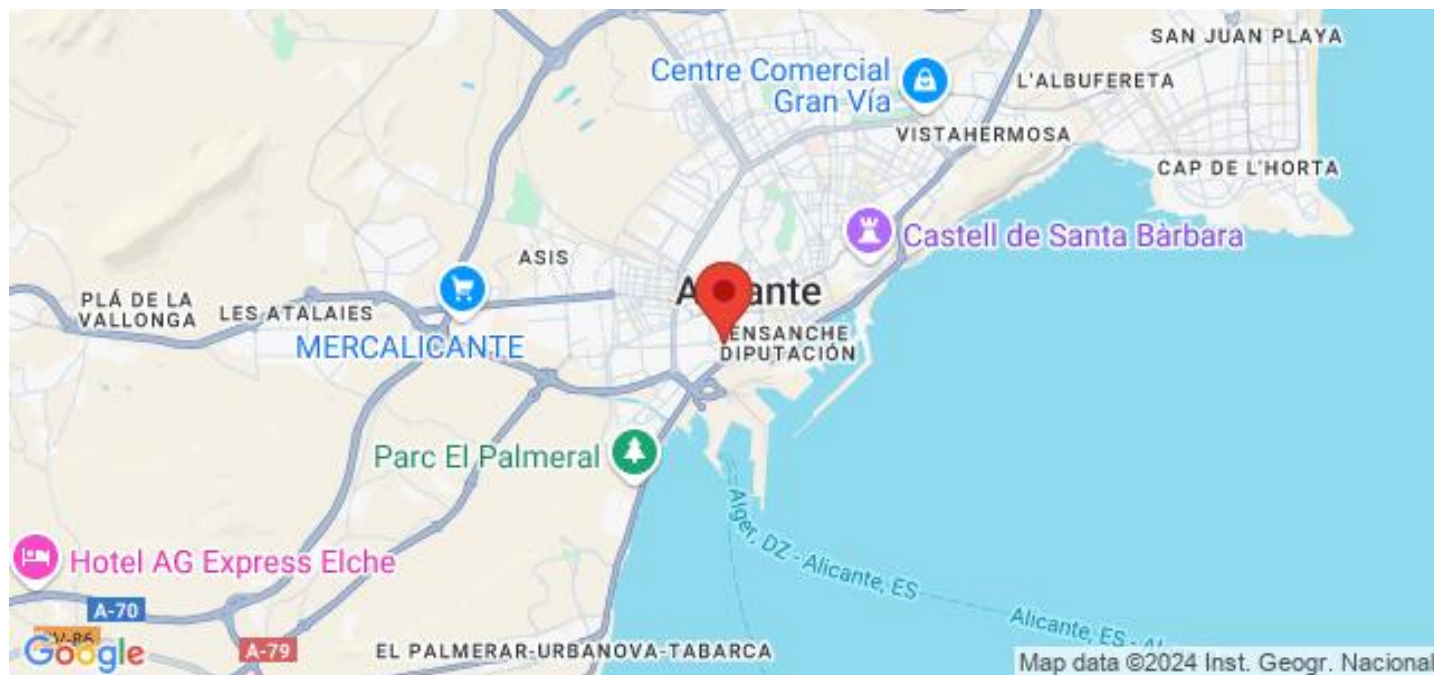 SAN JUAN PLAYA
Centre Comercial
Gran Vía
L'ALBUFERETA
VISTAHERMOSA
CAP DE L'HORTA
Castell de Santa Bàrbara
ASIS
PLÁ DE LA
VALLONGA
LES ATALAIES
MERCALICANTE
ENSANCHE
DIPUTACIÓN
Parc El Palmeral
Alger, DZ - Alicante, ES
Hotel AG Express Elche
A-70
A-79
EL PALMERAR-URBANOVA-TABARCA
Alicante, ES
Google
Map data ©2024 Inst. Geogr. Nacional